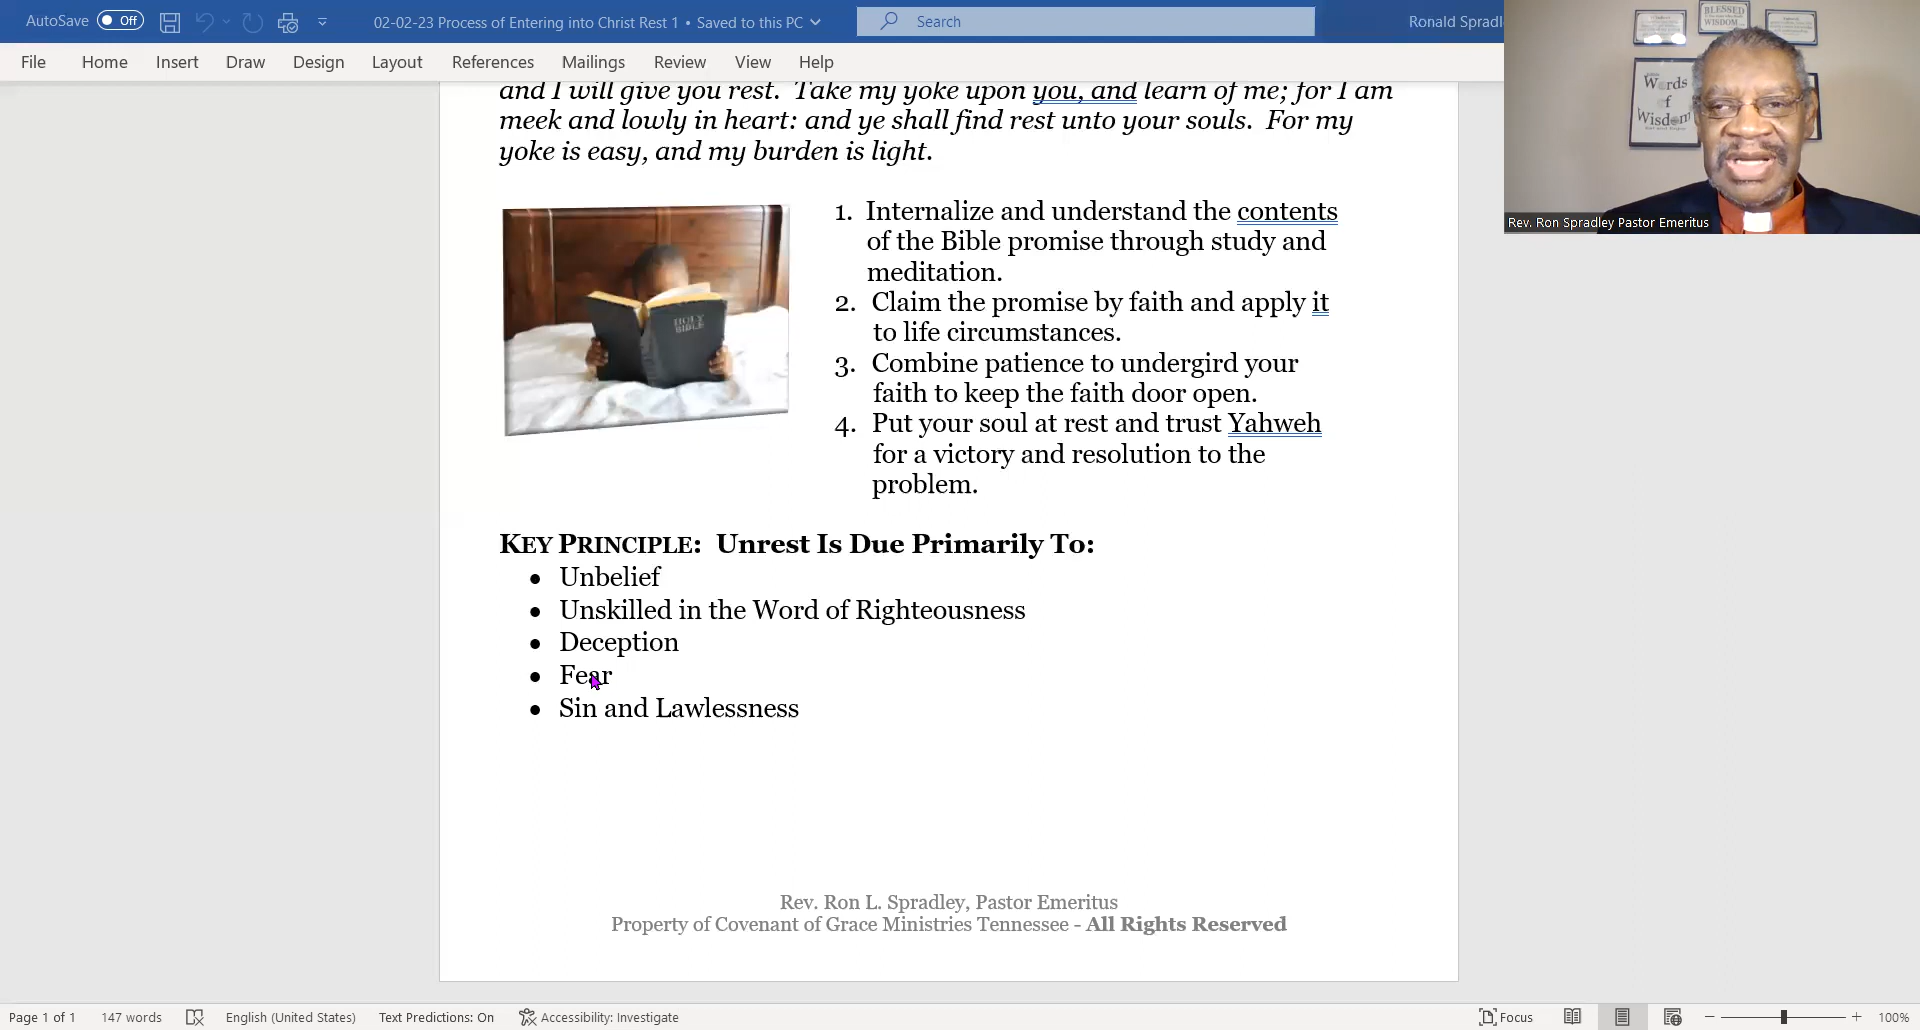 AutoSave Off 02-02-23 Process of Entering into Christ Rest 1 • Saved to this PC Search Ronald Spradle
File Home Insert Draw Design Layout References Mailings Review View Help
and I will give you rest. Take my yoke upon you, and learn of me; for I am
meek and lowly in heart: and ye shall find rest unto your souls. For my
yoke is easy, and my burden is light.
HOLY
BIBLE
1. Internalize and understand the contents
of the Bible promise through study and
meditation.
2. Claim the promise by faith and apply it
to life circumstances.
3. Combine patience to undergird your
faith to keep the faith door open.
4. Put your soul at rest and trust Yahweh
for a victory and resolution to the
problem.
KEY PRINCIPLE: Unrest Is Due Primarily To:
• Unbelief
• Unskilled in the Word of Righteousness
• Deception
• Fear
• Sin and Lawlessness
Rev. Ron L. Spradley, Pastor Emeritus
Property of Covenant of Grace Ministries Tennessee - All Rights Reserved
BLESSED
WISDOM
Words
of
Wisdom
Rev. Ron Spradley Pastor Emeritus
Page 1 of 1 147 words English (United States) Text Predictions: On Accessibility: Investigate Focus 100%